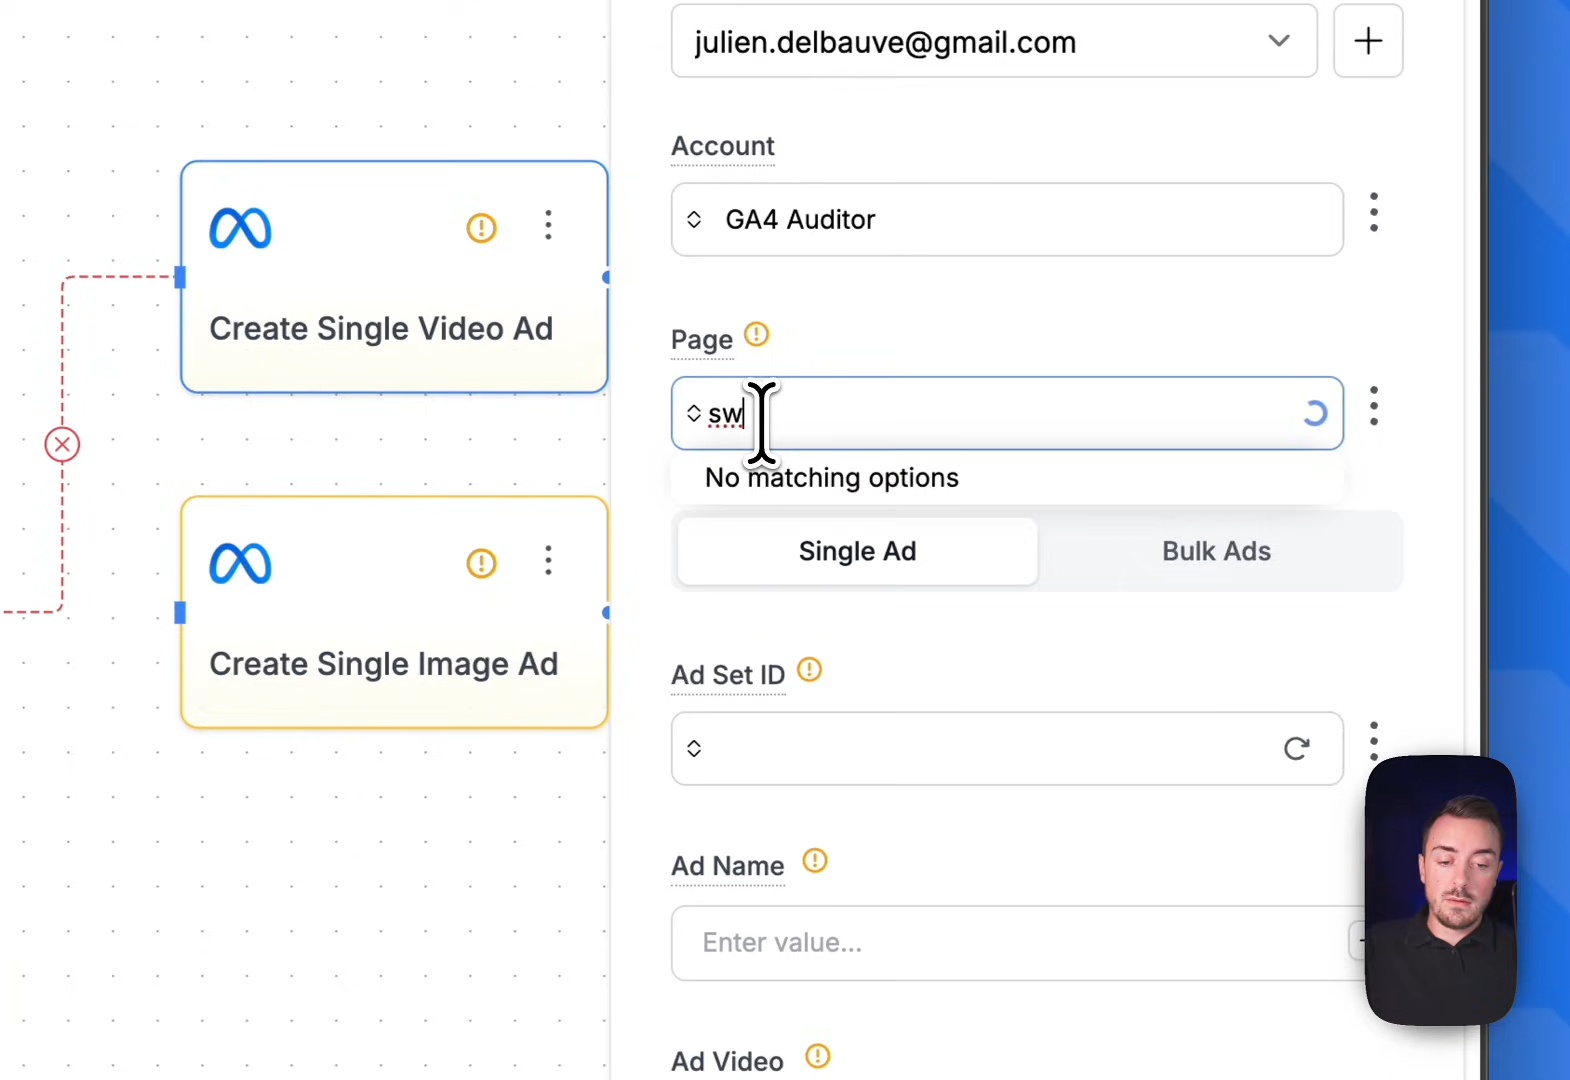 julien.delbauve@gmail.com
Account
GA4 Auditor
Create Single Video Ad
Page
sw
No matching options
Single Ad
Bulk Ads
Create Single Image Ad
Ad Set ID
Ad Name
Enter value...
Ad Video